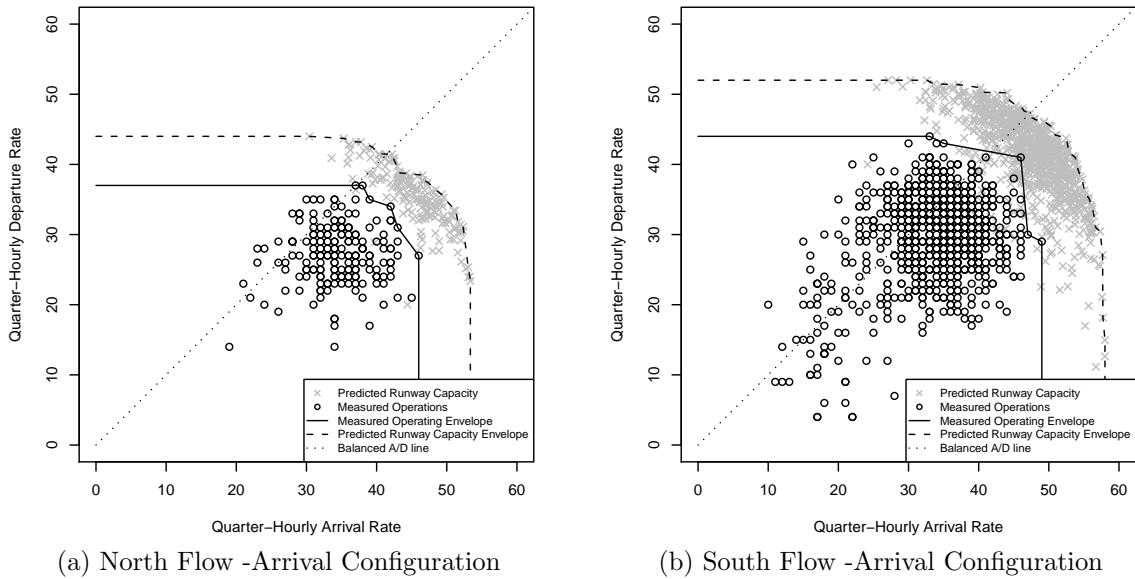 0 10 20 30 40 50 60
Quarter−Hourly Departure Rate
Predicted Runway Capacity
Measured Operations
Measured Operating Envelope
Predicted Runway Capacity Envelope
Balanced A/D line
0 10 20 30 40 50 60
Quarter−Hourly Arrival Rate
(a) North Flow -Arrival Configuration
0 10 20 30 40 50 60
Quarter−Hourly Departure Rate
Predicted Runway Capacity
Measured Operations
Measured Operating Envelope
Predicted Runway Capacity Envelope
Balanced A/D line
0 10 20 30 40 50 60
Quarter−Hourly Arrival Rate
(b) South Flow -Arrival Configuration